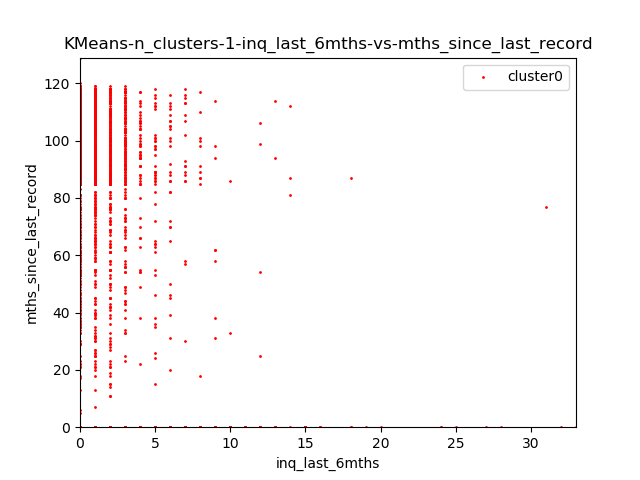 KMeans-n_clusters-1-inq_last_6mths-vs-mths_since_last_record
cluster0
120
100
80
60
40
20
0
mths_since_last_record
0 5 10 15 20 25 30
inq_last_6mths